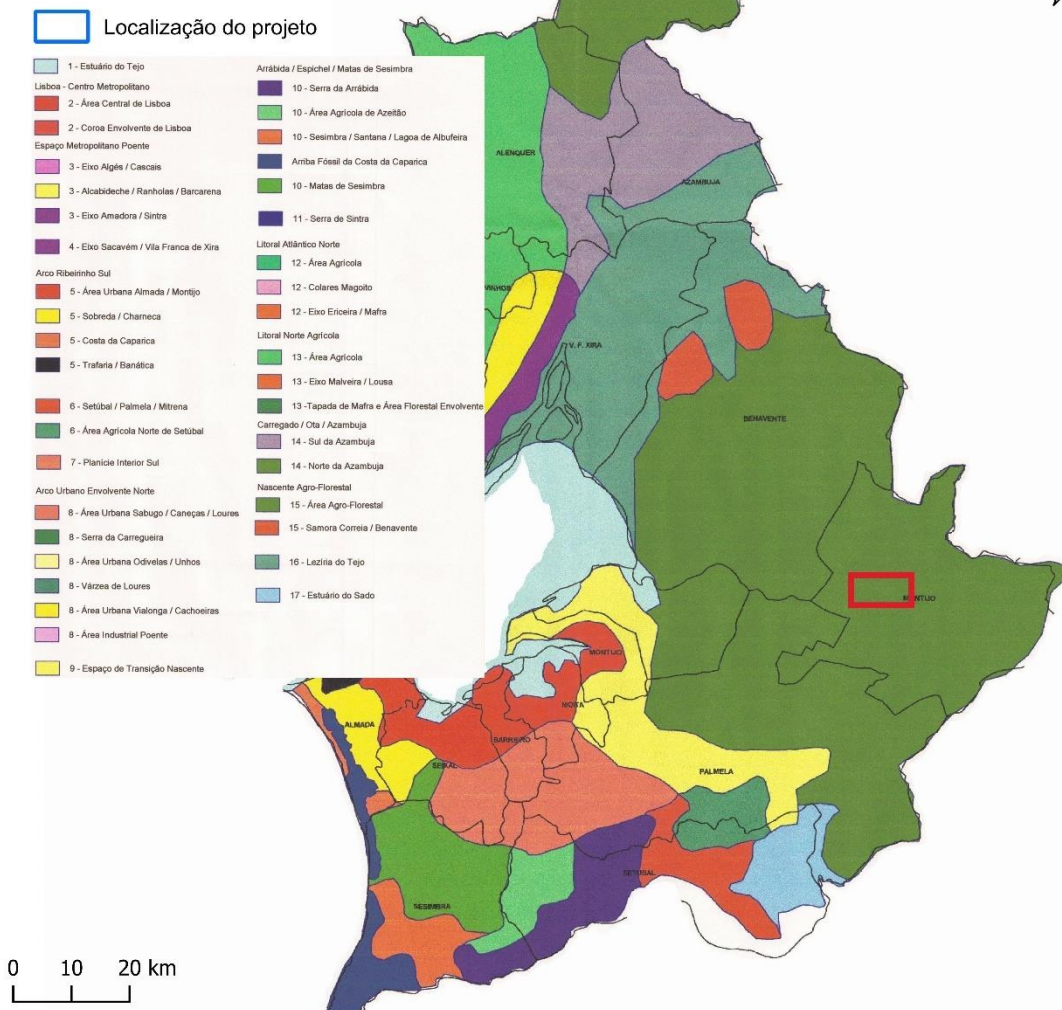 Localização do projeto
1 - Estuário do Tejo
Lisboa - Centro Metropolitano
2 - Área Central de Lisboa
2 - Coroa Envolvente de Lisboa
Espaço Metropolitano Poente
3 - Eixo Algés / Cascais
3 - Alcabideche / Ranholas / Barcarena
3 - Eixo Amadora / Sintra
4 - Eixo Sacavém / Vila Franca de Xira
Arco Ribeirinho Sul
5 - Área Urbana Almada / Montijo
5 - Sobreda / Charneca
5 - Costa da Caparica
5 - Trafaria / Banática
6 - Setúbal / Palmela / Mitrena
6 - Área Agrícola Norte de Setúbal
7 - Planicie Interior Sul
Arco Urbano Envolvente Norte
8 - Área Urbana Sabugo / Caneças / Loures
8 - Serra da Carregueira
8 - Área Urbana Odivelas / Unhos
8 - Várzea de Loures
8 - Área Urbana Vialonga / Cachoeiras
8 - Área Industrial Poente
9 - Espaço de Transição Nascente
Arrábida / Espichel / Matas de Sesimbra
10 - Serra da Arrábida
10 - Área Agrícola de Azeitão
10 - Sesimbra / Santana / Lagoa de Albufeira
Arriba Fóssil da Costa da Caparica
10 - Matas de Sesimbra
11 - Serra de Sintra
Litoral Atlântico Norte
12 - Área Agrícola
12 - Colares Magoito
12 - Eixo Ericeira / Mafra
Litoral Norte Agrícola
13 - Área Agrícola
13 - Eixo Malveira / Lousa
13 -Tapada de Mafra e Área Florestal Envolvente
Carregado / Ota / Azambuja
14 - Sul da Azambuja
14 - Norte da Azambuja
Nascente Agro-Florestal
15 - Área Agro-Florestal
15 - Samora Correia / Benavente
16 - Lezíria do Tejo
17 - Estuário do Sado
ALENQUER
AZAMBUJA
V. F. XIRA
BENAVENTE
MONTIJO
MONTIJO
MOITA
ALMADA
BARREIRO
SEIXAL
PALMELA
SETÚBAL
SESIMBRA
0 10 20 km